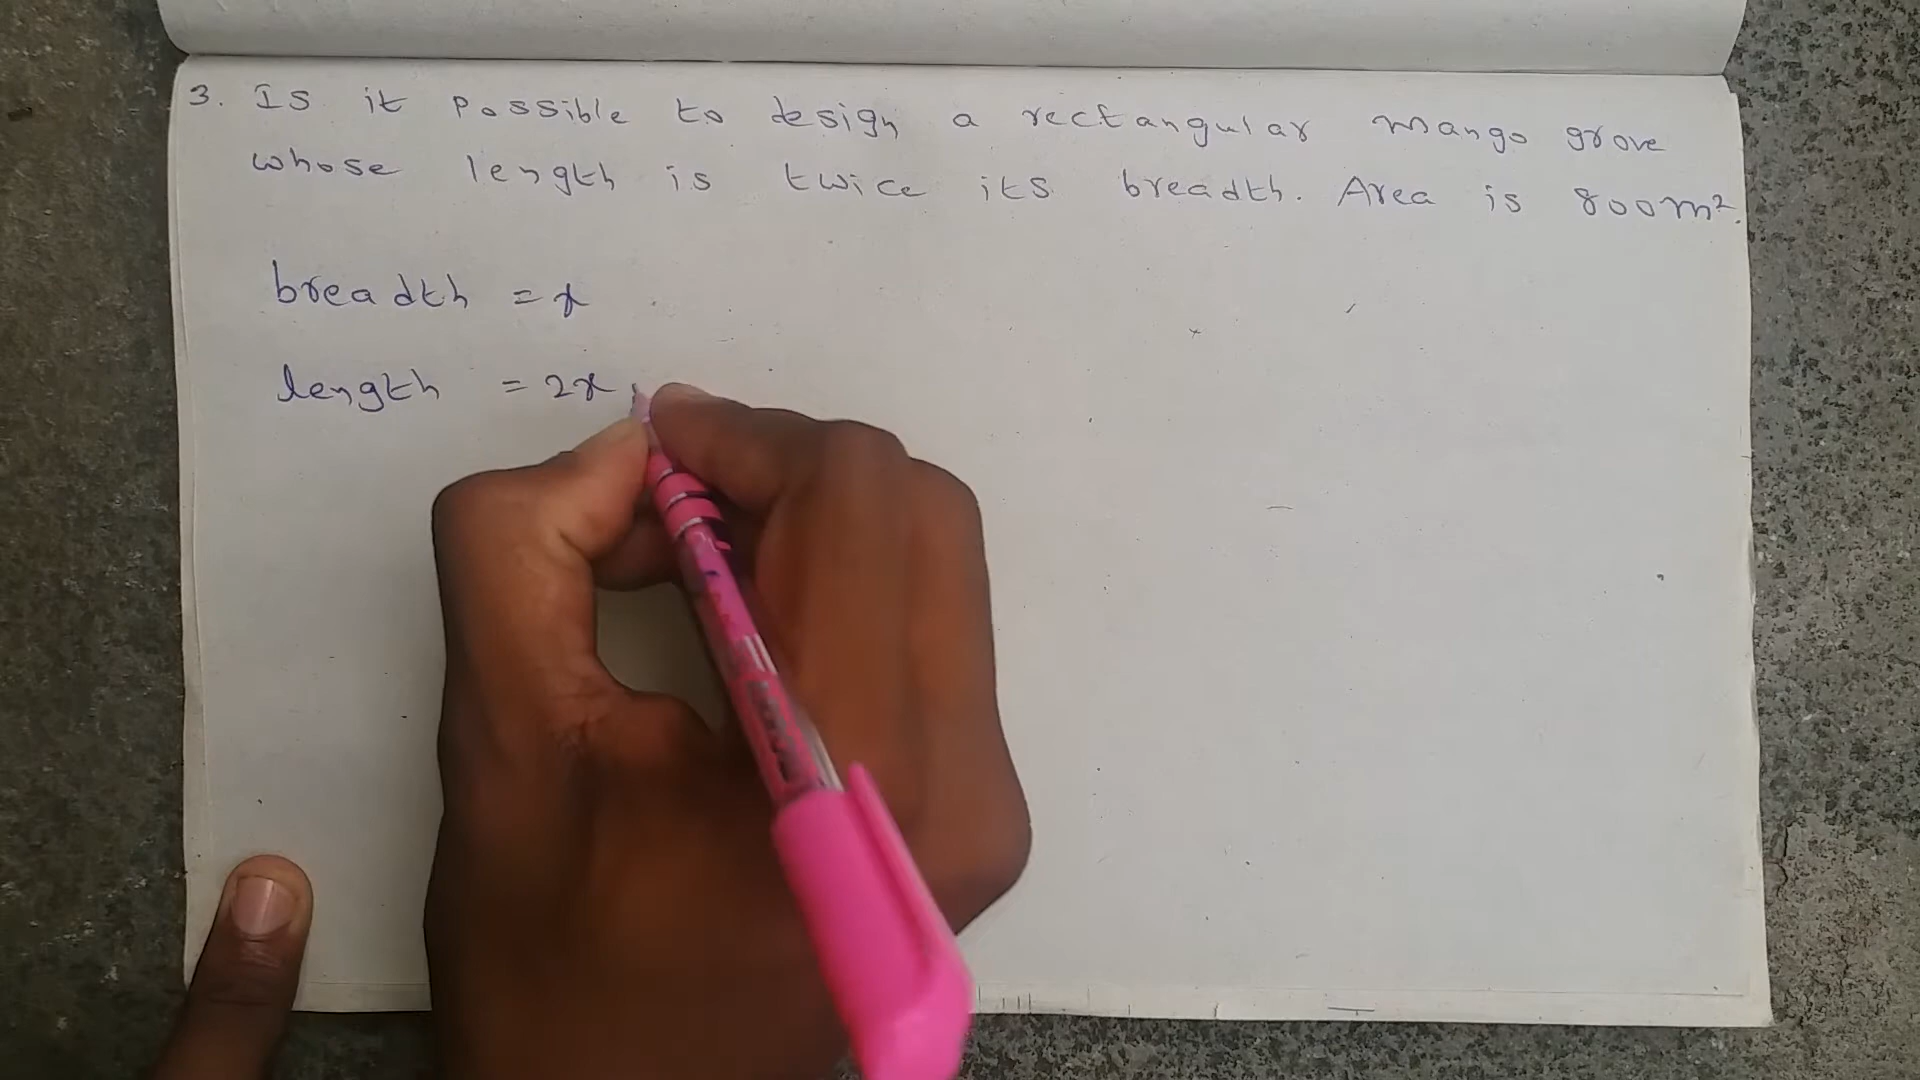 3. Is it possible to design a rectangular mango grove
whose length is twice its breadth. Area is 800m².
breadth = x
length = 2x